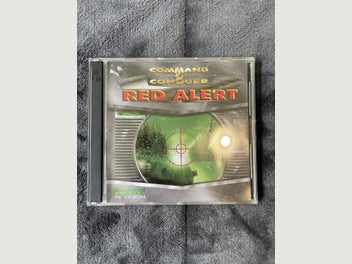 COMMAND
&
CONQUER
RED ALERT
PC CD-ROM